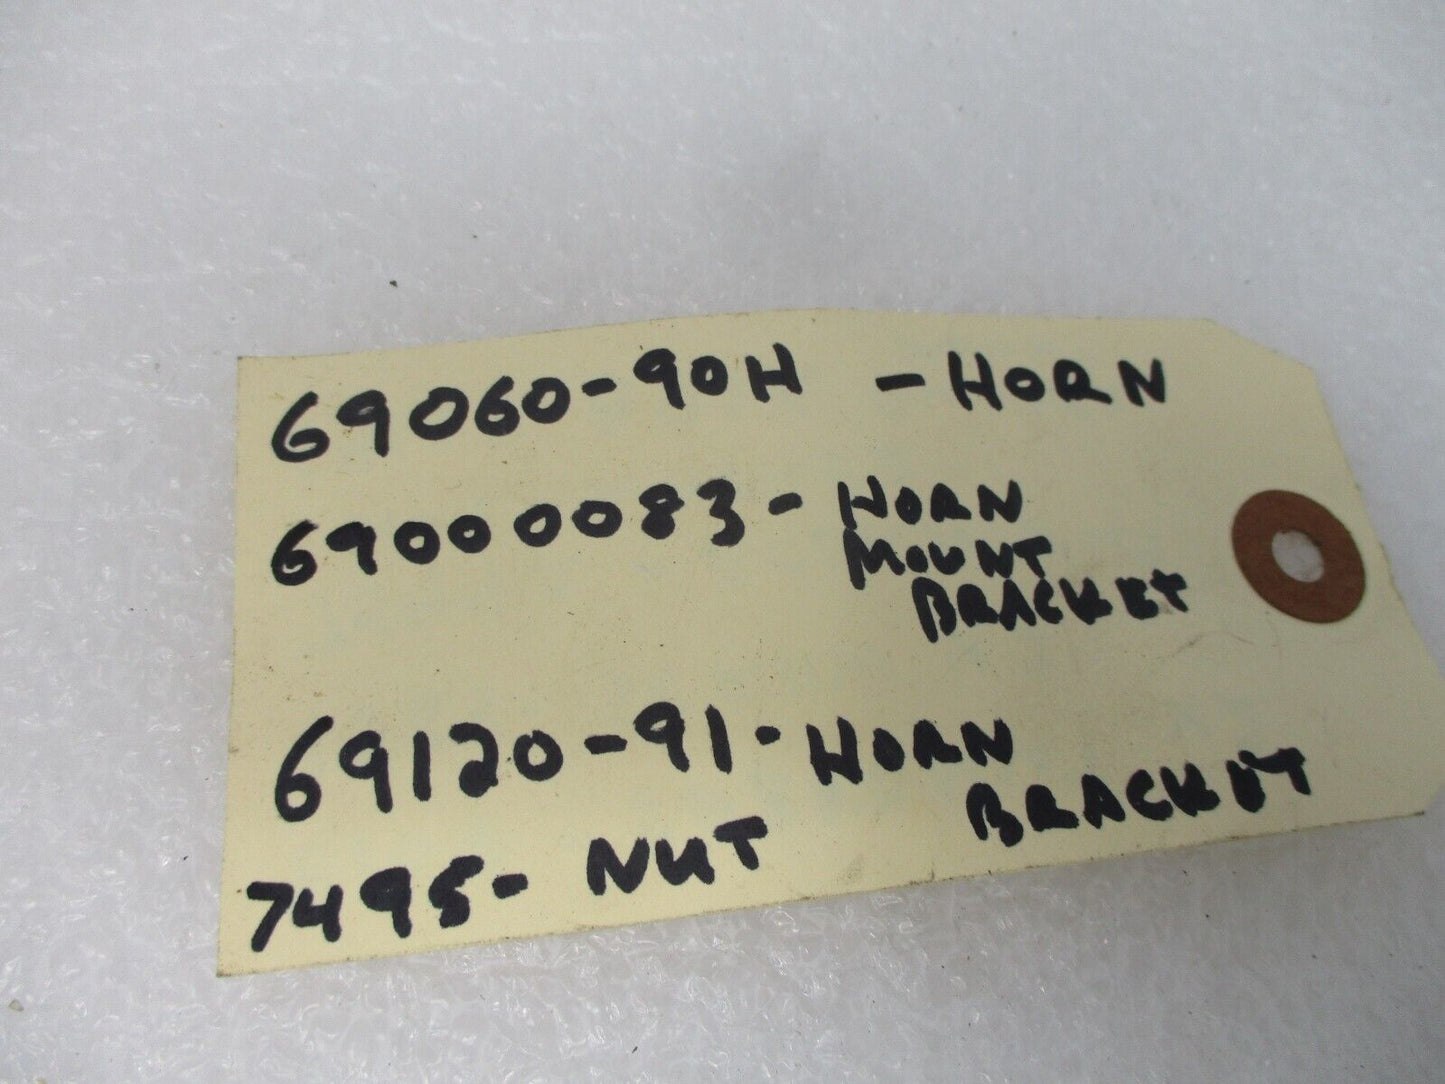 69060-90H - HORN
69000083 - HORN
MOUNT
BRACKET
69120-91 - HORN
BRACKET
7495 - NUT